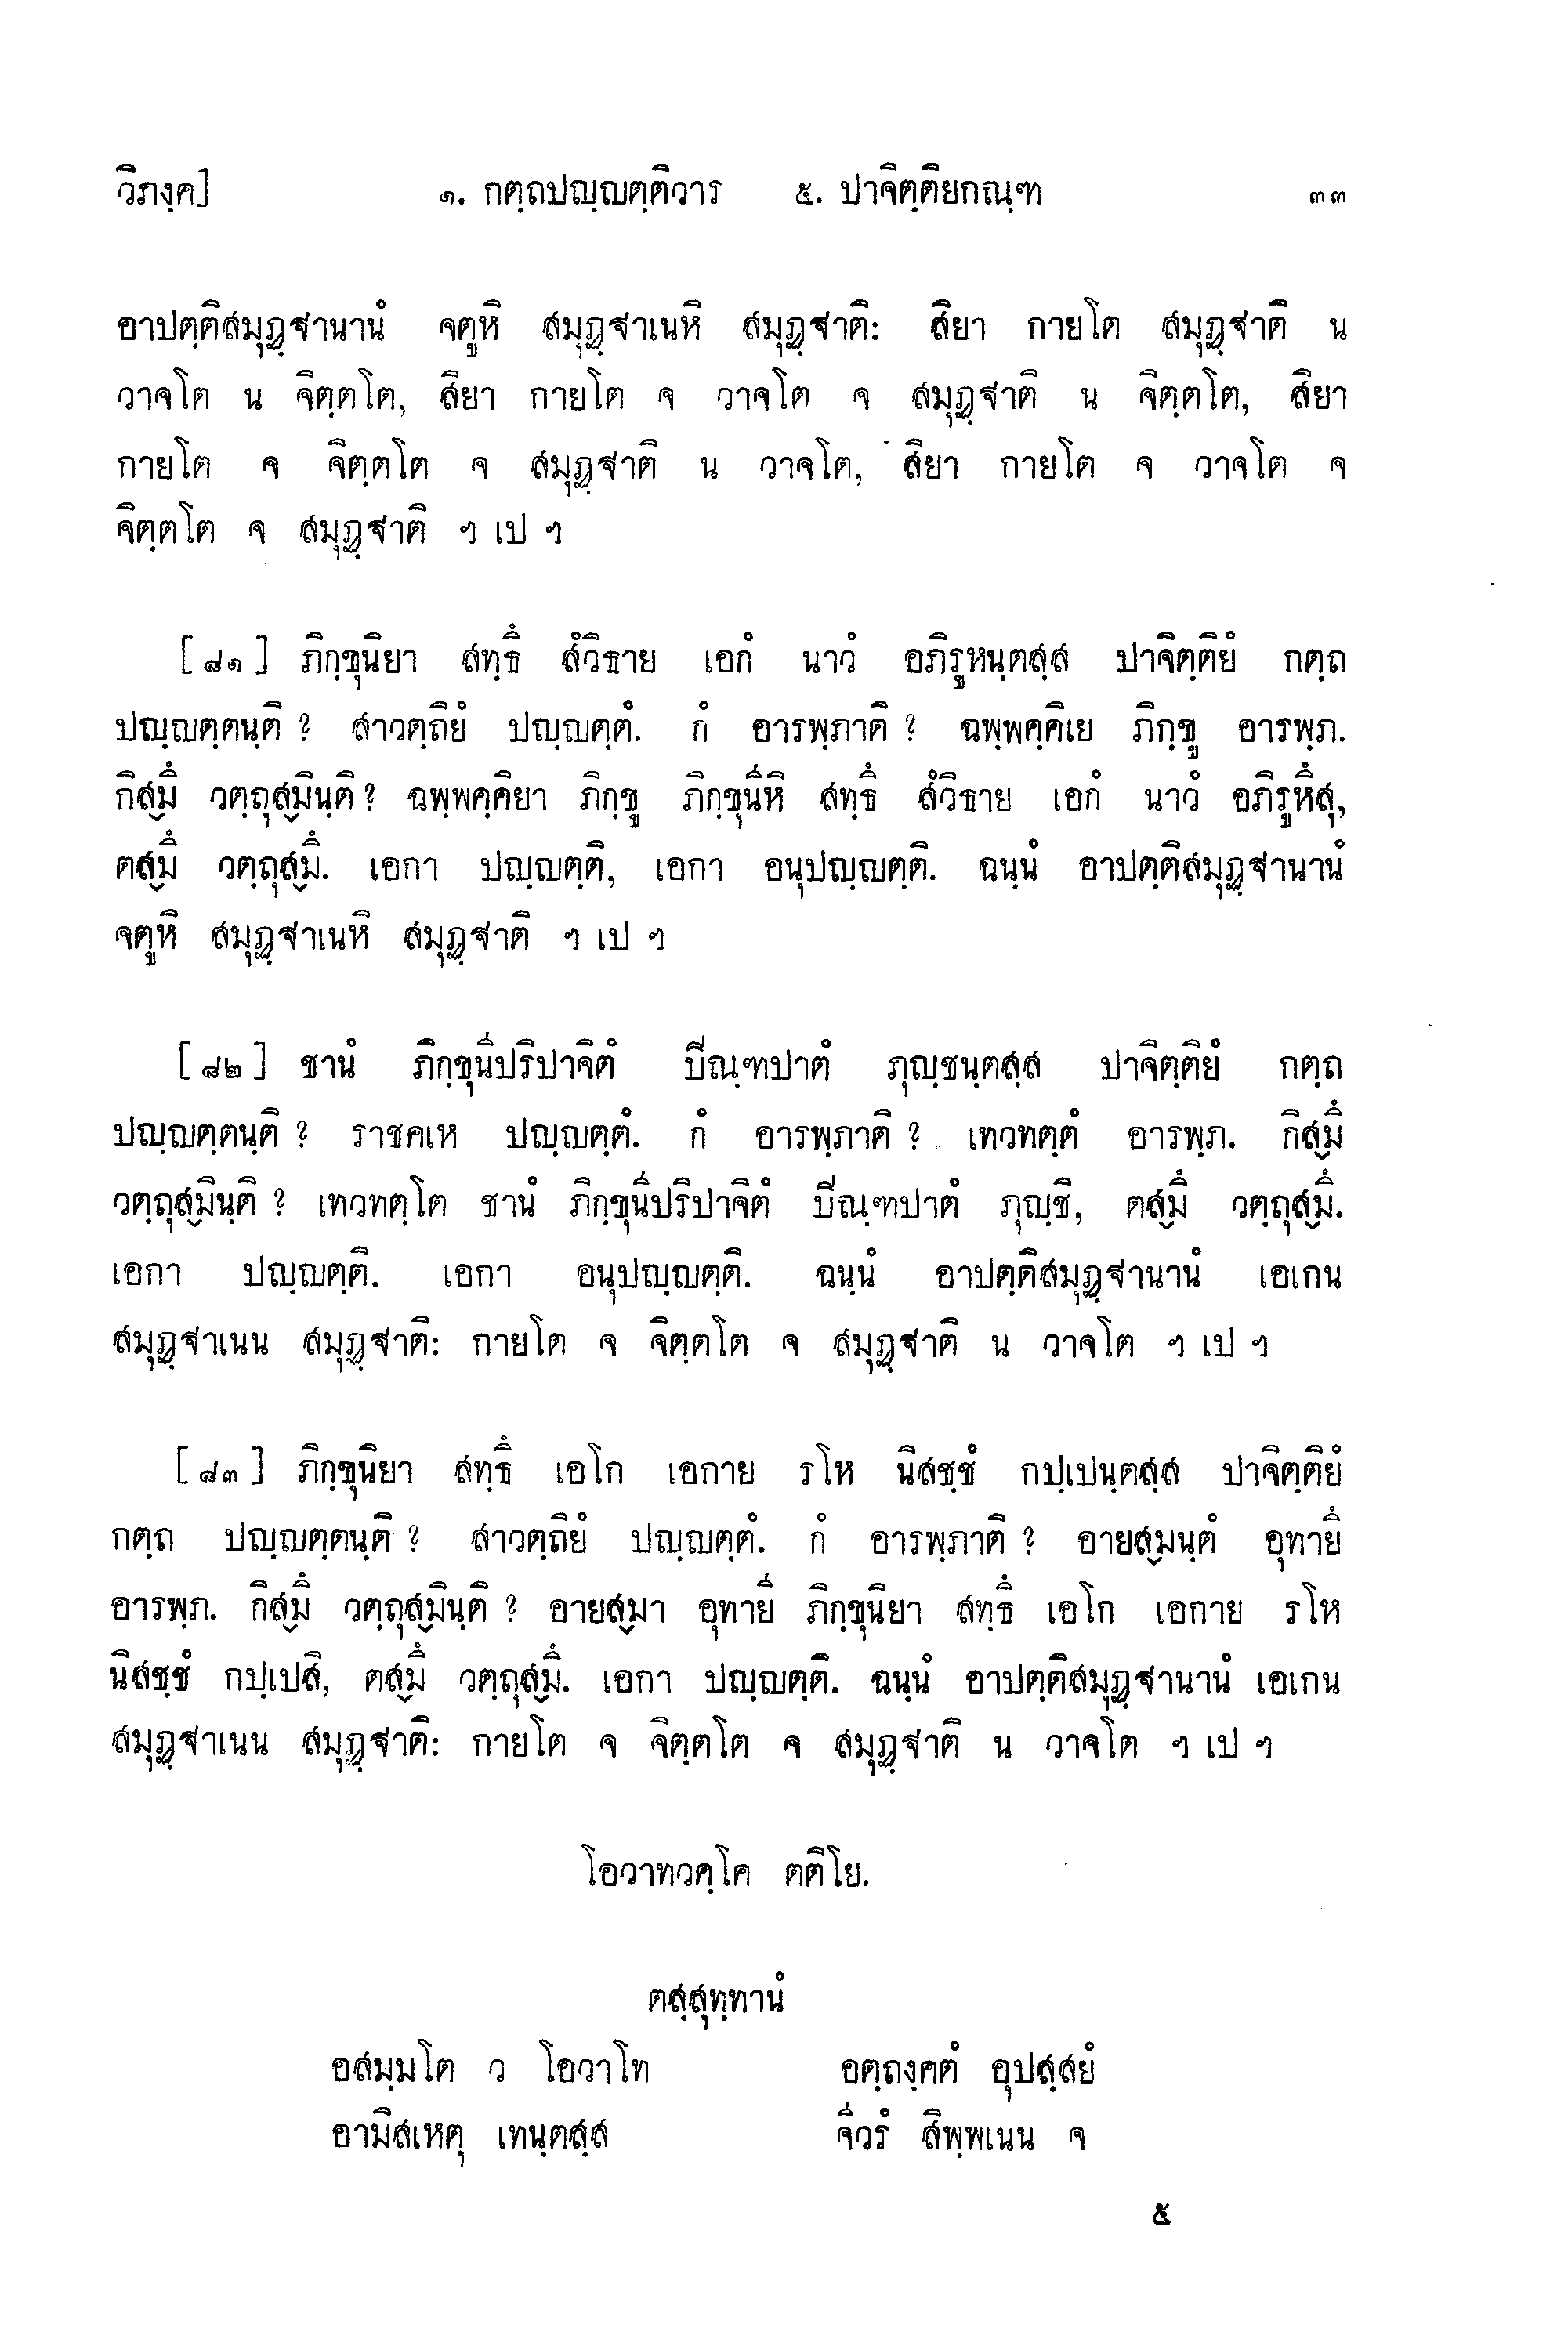 วิภงฺค] ๑. กตฺถปญฺญตฺติวาร ๕. ปาจิตฺติยกณฺฑ ๓๓
อาปตฺติสมุฏฺฐานานํ จตูหิ สมุฏฺฐาเนหิ สมุฏฺฐาติ: สิยา กายโต สมุฏฺฐาติ น
วาจโต น จิตฺตโต, สิยา กายโต จ วาจโต จ สมุฏฺฐาติ น จิตฺตโต, สิยา
กายโต จ จิตฺตโต จ สมุฏฺฐาติ น วาจโต, สิยา กายโต จ วาจโต จ
จิตฺตโต จ สมุฏฺฐาติ ฯ เป ฯ
[๘๑] ภิกฺขุนิยา สทฺธึ สํวิธาย เอกํ นาวํ อภิรูหนฺตสฺส ปาจิตฺติยํ กตฺถ
ปญฺญตฺตนฺติ ? สาวตฺถิยํ ปญฺญตฺตํ. กํ อารพฺภาติ ? ฉพฺพคฺคิเย ภิกฺขู อารพฺภ.
กิสฺมึ วตฺถุสฺมินฺติ ? ฉพฺพคฺคิยา ภิกฺขู ภิกฺขุนีหิ สทฺธึ สํวิธาย เอกํ นาวํ อภิรูหึสุ,
ตสฺมึ วตฺถุสฺมึ. เอกา ปญฺญตฺติ, เอกา อนุปญฺญตฺติ. ฉนฺนํ อาปตฺติสมุฏฺฐานานํ
จตูหิ สมุฏฺฐาเนหิ สมุฏฺฐาติ ฯ เป ฯ
[๘๒] ชานํ ภิกฺขุนีปริปาจิตํ ปิณฺฑปาตํ ภุญฺชนฺตสฺส ปาจิตฺติยํ กตฺถ
ปญฺญตฺตนฺติ ? ราชคเห ปญฺญตฺตํ. กํ อารพฺภาติ ? เทวทตฺตํ อารพฺภ. กิสฺมึ
วตฺถุสฺมินฺติ ? เทวทตฺโต ชานํ ภิกฺขุนีปริปาจิตํ ปิณฺฑปาตํ ภุญฺชิ, ตสฺมึ วตฺถุสฺมึ.
เอกา ปญฺญตฺติ. เอกา อนุปญฺญตฺติ. ฉนฺนํ อาปตฺติสมุฏฺฐานานํ เอเกน
สมุฏฺฐาเนน สมุฏฺฐาติ: กายโต จ จิตฺตโต จ สมุฏฺฐาติ น วาจโต ฯ เป ฯ
[๘๓] ภิกฺขุนิยา สทฺธึ เอโก เอกาย รโห นิสชฺชํ กปฺเปนฺตสฺส ปาจิตฺติยํ
กตฺถ ปญฺญตฺตนฺติ ? สาวตฺถิยํ ปญฺญตฺตํ. กํ อารพฺภาติ ? อายสฺมนฺตํ อุทายึ
อารพฺภ. กิสฺมึ วตฺถุสฺมินฺติ ? อายสฺมา อุทายี ภิกฺขุนิยา สทฺธึ เอโก เอกาย รโห
นิสชฺชํ กปฺเปสิ, ตสฺมึ วตฺถุสฺมึ. เอกา ปญฺญตฺติ. ฉนฺนํ อาปตฺติสมุฏฺฐานานํ เอเกน
สมุฏฺฐาเนน สมุฏฺฐาติ: กายโต จ จิตฺตโต จ สมุฏฺฐาติ น วาจโต ฯ เป ฯ
โอวาทวคฺโค ตติโย.
ตสฺสุทฺทานํ
อสมฺมโต ว โอวาโท อตฺถงฺคตํ อุปสฺสยํ
อามิสเหตุ เทนฺตสฺส จีวรํ สิพฺพเนน จ
๕